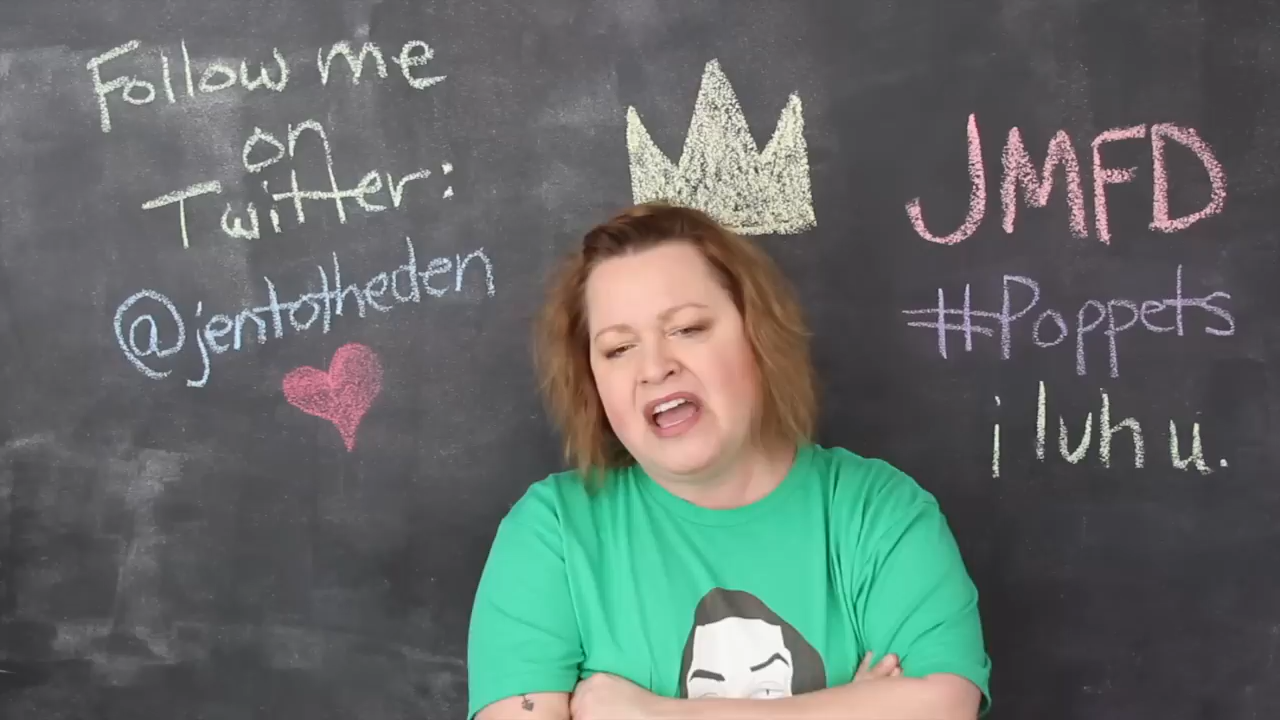 Follow me
on
Twitter:
@jentotheden
JMFD
#Poppets
i luh u.